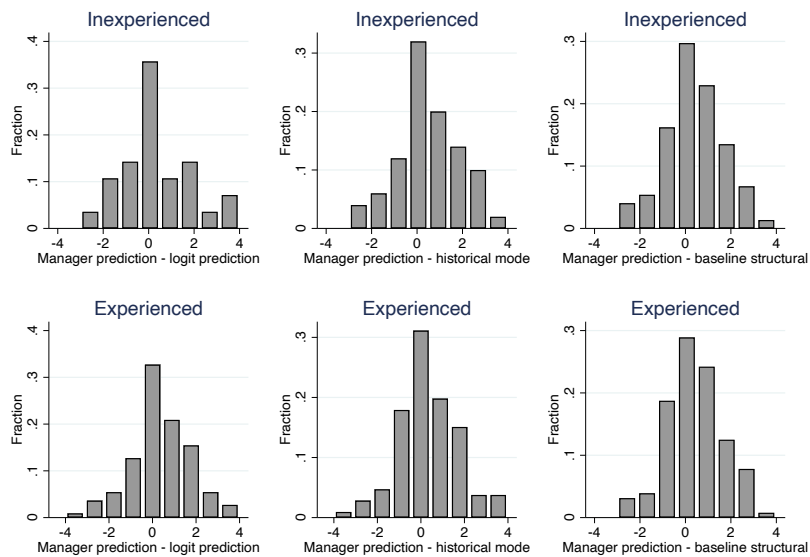 Inexperienced
Fraction
.4
.3
.2
.1
0
-4 -2 0 2 4
Manager prediction - logit prediction
Inexperienced
Fraction
.3
.2
.1
0
-4 -2 0 2 4
Manager prediction - historical mode
Inexperienced
Fraction
.3
.2
.1
0
-4 -2 0 2 4
Manager prediction - baseline structural
Experienced
Fraction
.4
.3
.2
.1
0
-4 -2 0 2 4
Manager prediction - logit prediction
Experienced
Fraction
.3
.2
.1
0
-4 -2 0 2 4
Manager prediction - historical mode
Experienced
Fraction
.3
.2
.1
0
-4 -2 0 2 4
Manager prediction - baseline structural